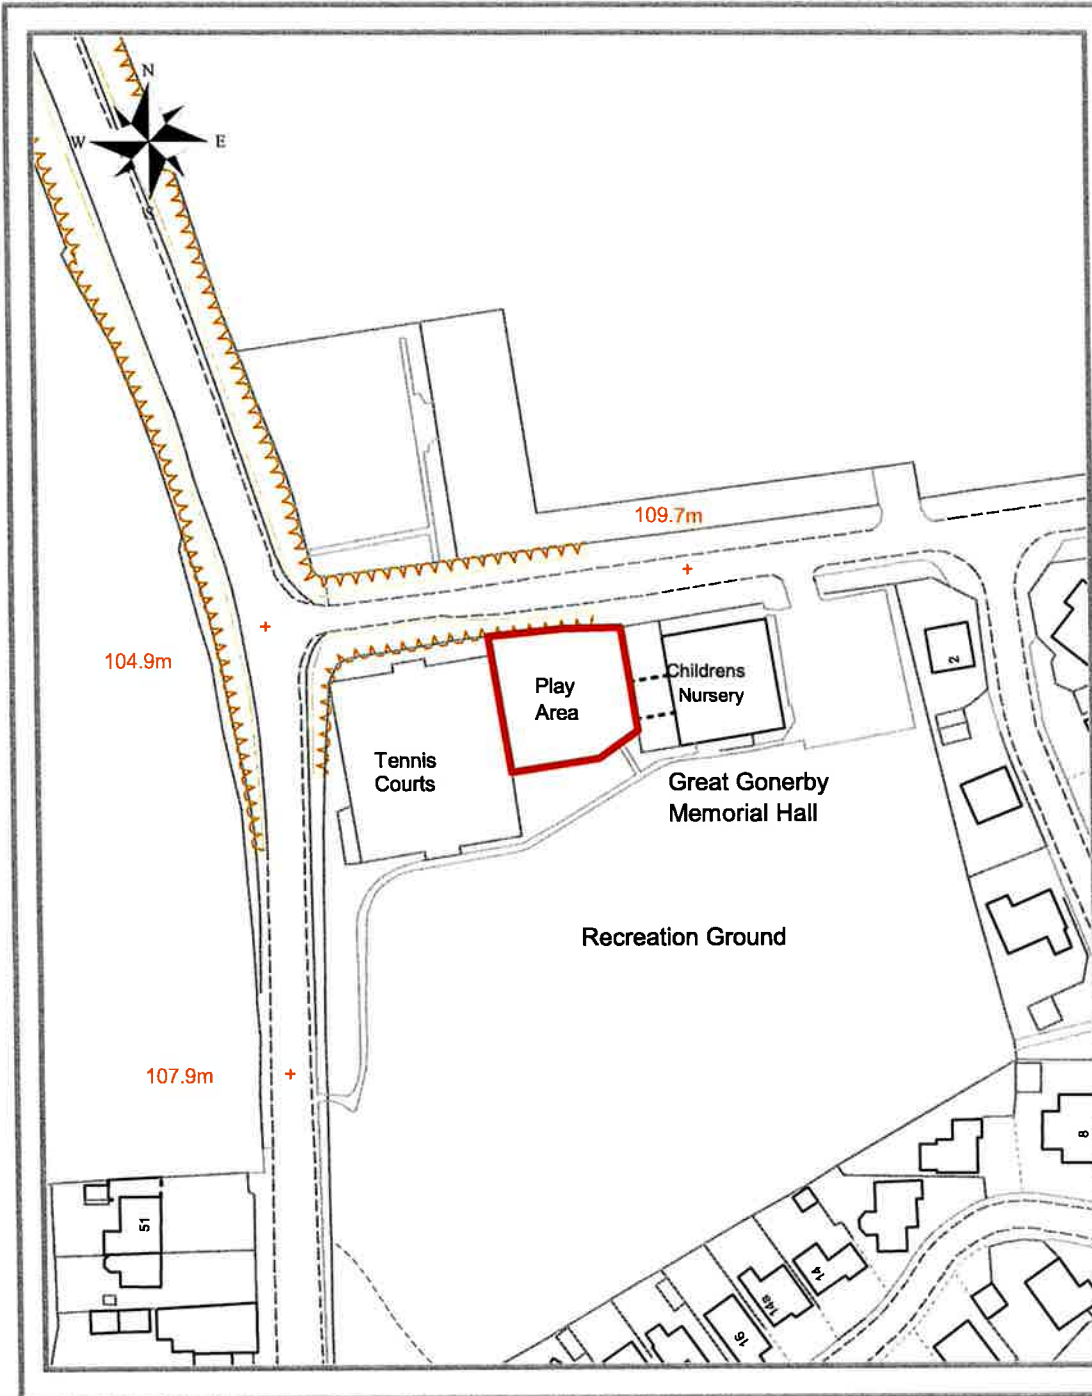 N
W
E
S
109.7m
104.9m
Childrens
Nursery
Play
Area
2
Tennis
Courts
Great Gonerby
Memorial Hall
Recreation Ground
107.9m
8
51
14
14a
16